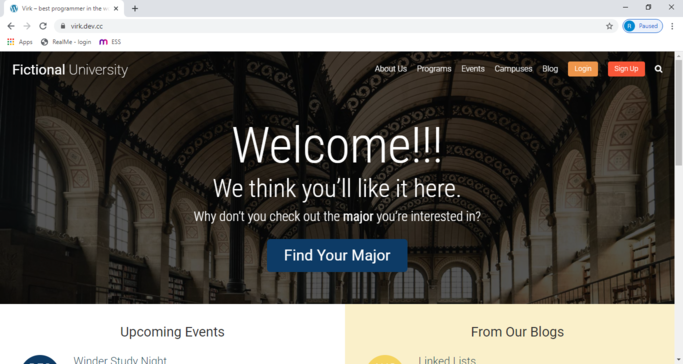 Virk – best programmer in the w
virk.dev.cc
R Paused
Apps RealMe - login ESS
Fictional University
About Us Programs Events Campuses Blog Login Sign Up
Welcome!!!
We think you'll like it here.
Why don't you check out the major you're interested in?
Find Your Major
Upcoming Events
From Our Blogs
Winder Study Night
Linked Lists